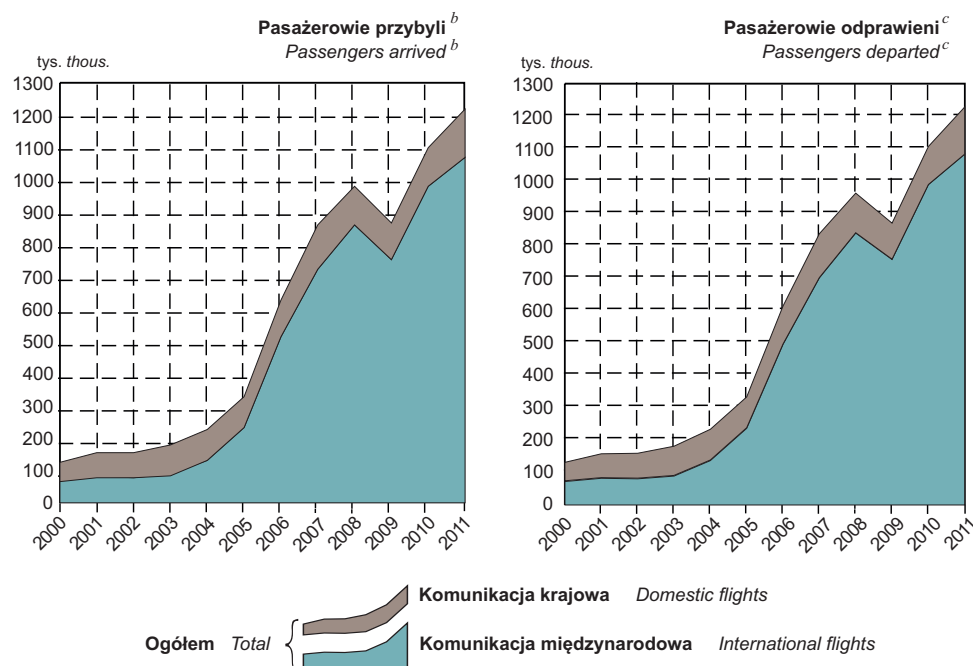 Pasażerowie przybyli b
Passengers arrived b
tys. thous.
1300
1200
1100
1000
900
800
700
600
500
400
300
200
100
0
2000 2001 2002 2003 2004 2005 2006 2007 2008 2009 2010 2011
Pasażerowie odprawieni c
Passengers departed c
tys. thous.
1300
1200
1100
1000
900
800
700
600
500
400
300
200
100
0
2000 2001 2002 2003 2004 2005 2006 2007 2008 2009 2010 2011
Komunikacja krajowa Domestic flights
Ogółem Total
Komunikacja międzynarodowa International flights